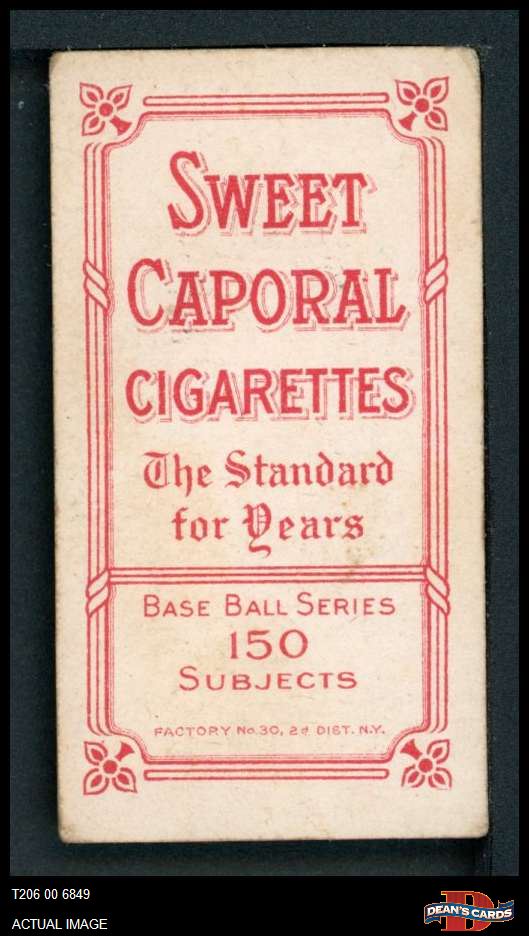 SWEET
CAPORAL
CIGARETTES
The Standard
for Years
BASE BALL SERIES
150
SUBJECTS
FACTORY No. 30, 2d DIST. N.Y.
T206 00 6849
ACTUAL IMAGE
D
DEAN'S CARDS